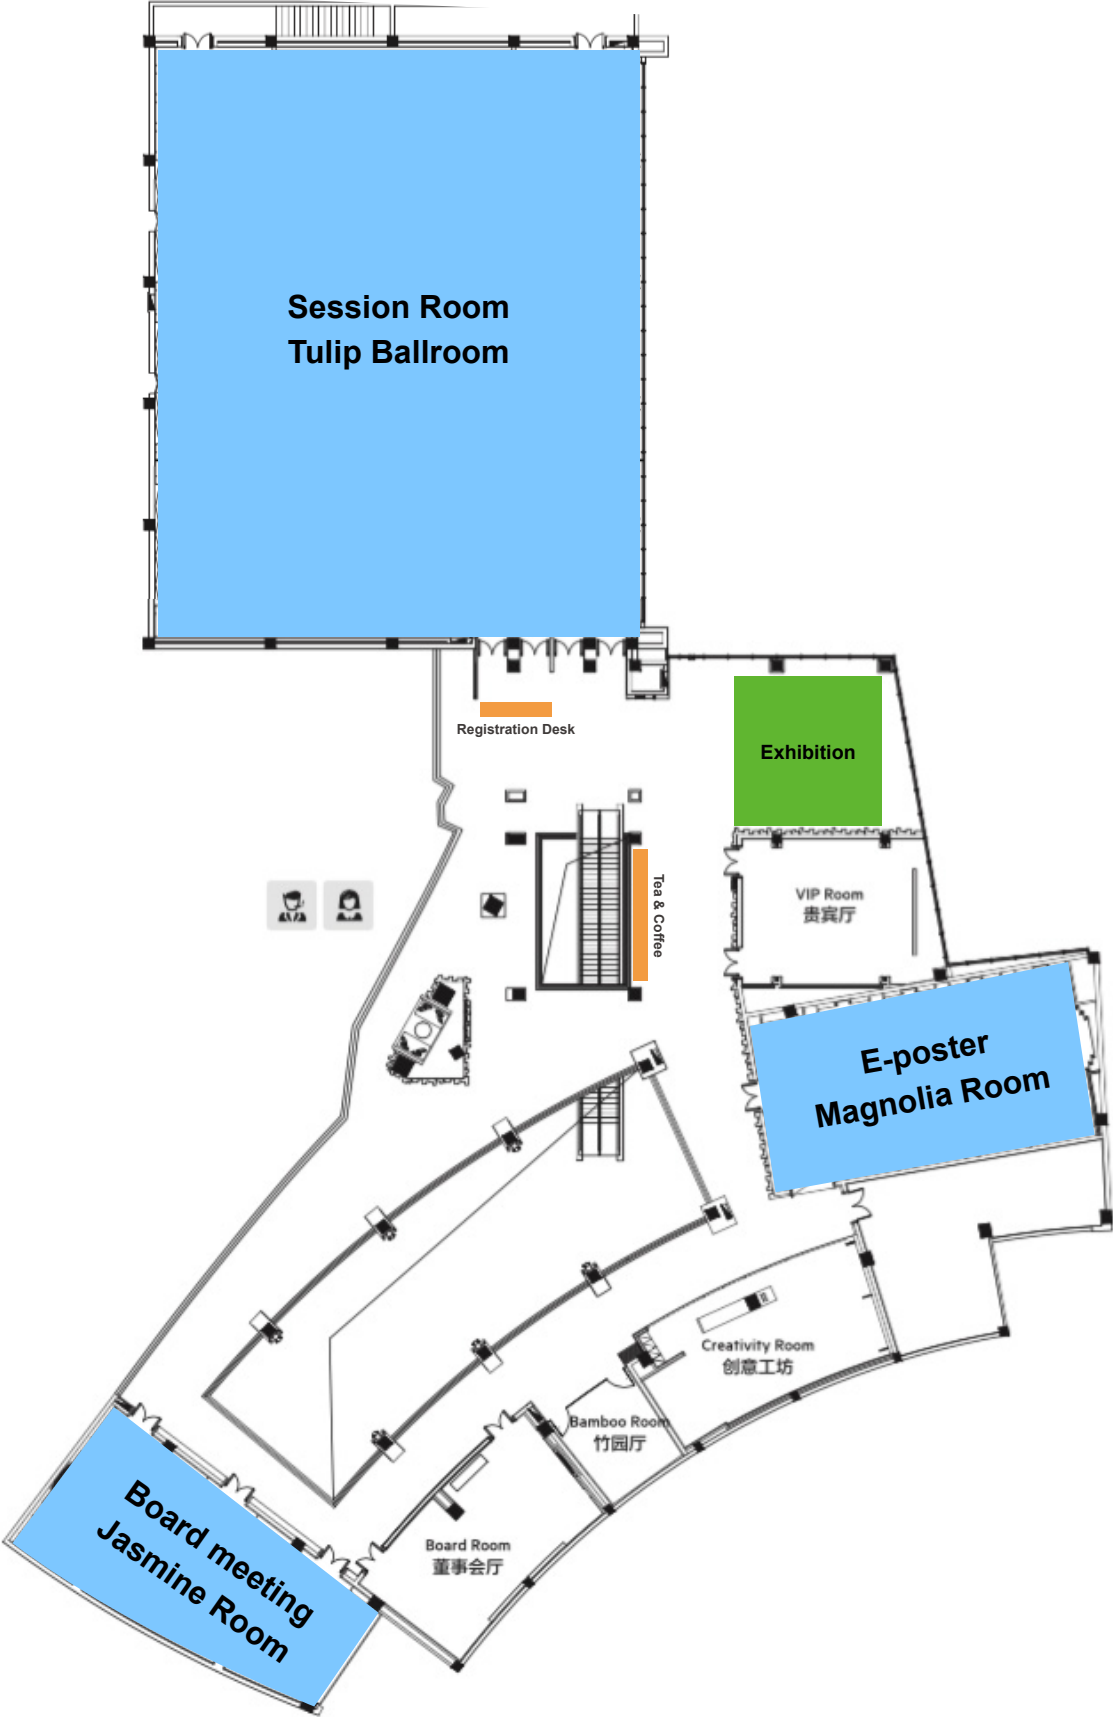 Session Room
Tulip Ballroom
Registration Desk
Exhibition
Tea & Coffee
VIP Room
贵宾厅
E-poster
Magnolia Room
Creativity Room
创意工坊
Bamboo Room
竹园厅
Board Room
董事会厅
Board meeting
Jasmine Room